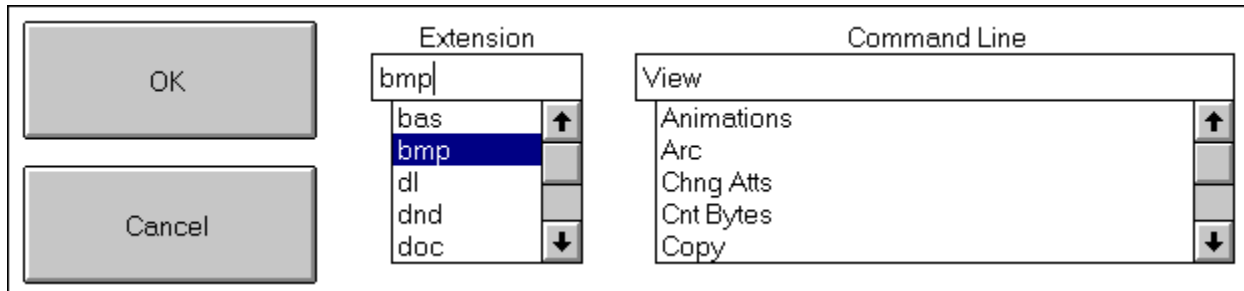 OK
Cancel
Extension
bmp
bas
bmp
dl
dnd
doc
Command Line
View
Animations
Arc
Chng Atts
Cnt Bytes
Copy